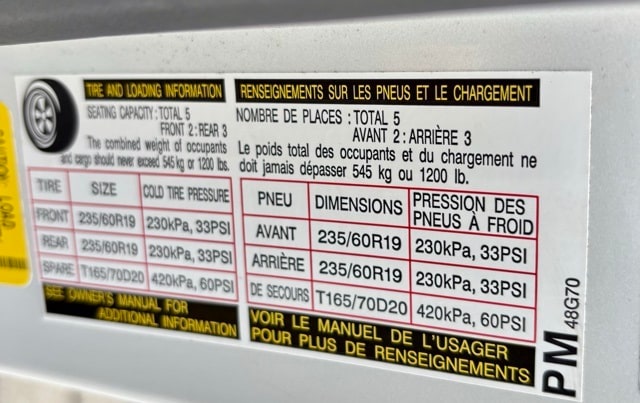 TIRE AND LOADING INFORMATION
SEATING CAPACITY : TOTAL 5
FRONT 2 : REAR 3
The combined weight of occupants
and cargo should never exceed 545 kg or 1200 lbs.
TIRE SIZE COLD TIRE PRESSURE
FRONT 235/60R19 230kPa, 33PSI
REAR 235/60R19 230kPa, 33PSI
SPARE T165/70D20 420kPa, 60PSI
SEE OWNER'S MANUAL FOR
ADDITIONAL INFORMATION
RENSEIGNEMENTS SUR LES PNEUS ET LE CHARGEMENT
NOMBRE DE PLACES : TOTAL 5
AVANT 2 : ARRIÈRE 3
Le poids total des occupants et du chargement ne
doit jamais dépasser 545 kg ou 1200 lb.
PNEU DIMENSIONS PRESSION DES
PNEUS À FROID
AVANT 235/60R19 230kPa, 33PSI
ARRIÈRE 235/60R19 230kPa, 33PSI
DE SECOURS T165/70D20 420kPa, 60PSI
VOIR LE MANUEL DE L'USAGER
POUR PLUS DE RENSEIGNEMENTS
PM 48G70